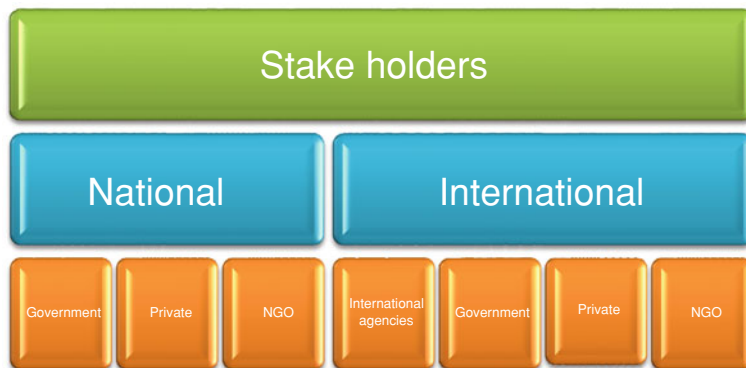 Stake holders
National
International
Government
Private
NGO
International
agencies
Government
Private
NGO